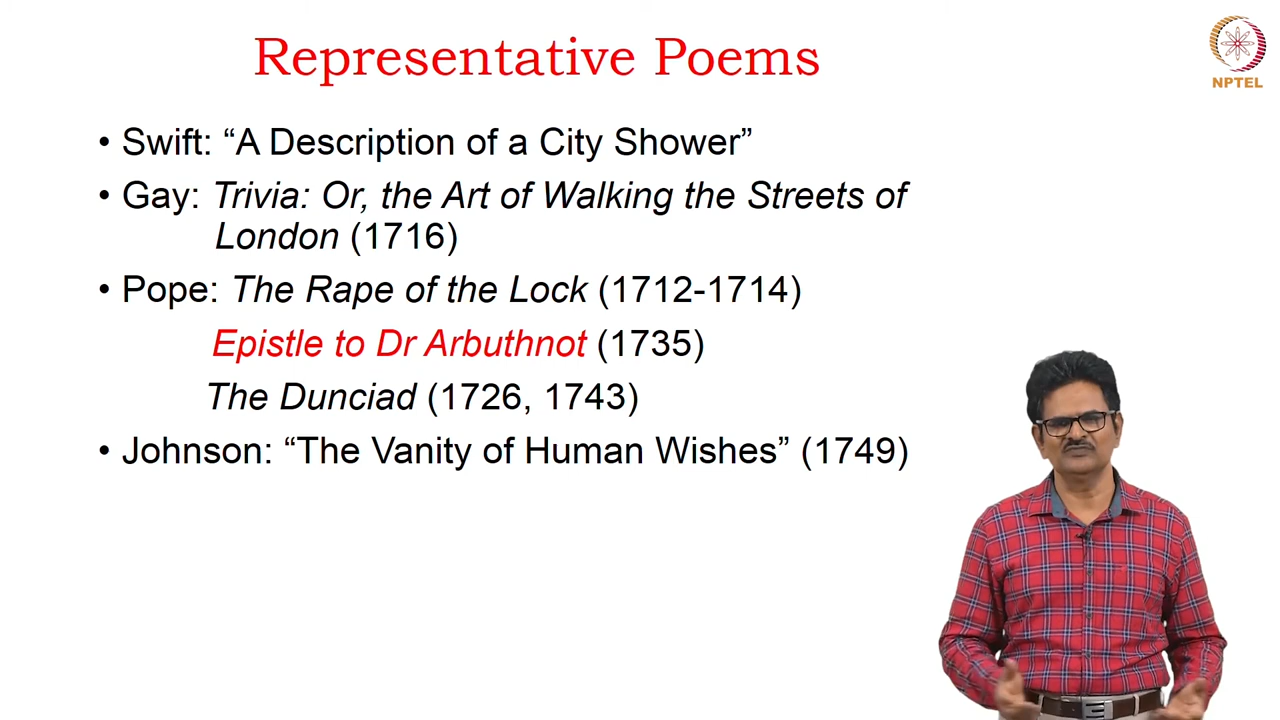 Representative Poems
NPTEL
• Swift: “A Description of a City Shower”
• Gay: Trivia: Or, the Art of Walking the Streets of
London (1716)
• Pope: The Rape of the Lock (1712-1714)
Epistle to Dr Arbuthnot (1735)
The Dunciad (1726, 1743)
• Johnson: “The Vanity of Human Wishes” (1749)